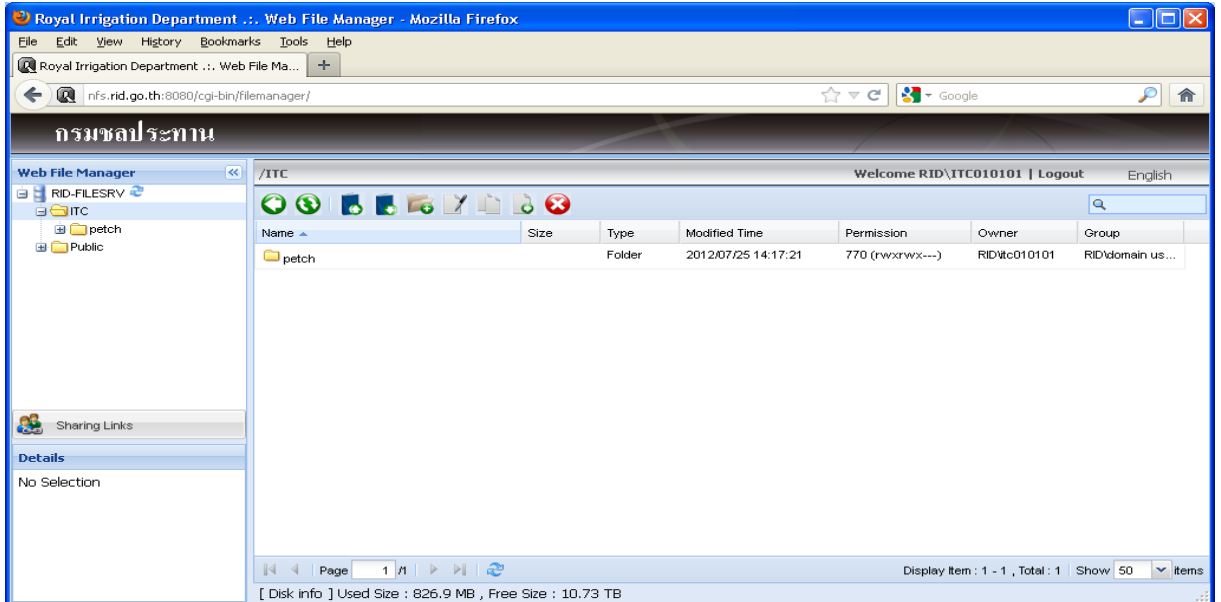 Royal Irrigation Department .:. Web File Manager - Mozilla Firefox
File Edit View History Bookmarks Tools Help
Royal Irrigation Department .:. Web File Ma...
nfs.rid.go.th:8080/cgi-bin/filemanager/
Google
กรมชลประทาน
Web File Manager
/ITC
Welcome RID\ITC010101 | Logout
English
RID-FILESRV
ITC
petch
Public
Name Size Type Modified Time Permission Owner Group
petch Folder 2012/07/25 14:17:21 770 (rwxrwx---) RID\itc010101 RID\domain us...
Sharing Links
Details
No Selection
Page 1 /1
Display Item : 1 - 1 , Total : 1 Show 50 items
[ Disk info ] Used Size : 826.9 MB , Free Size : 10.73 TB